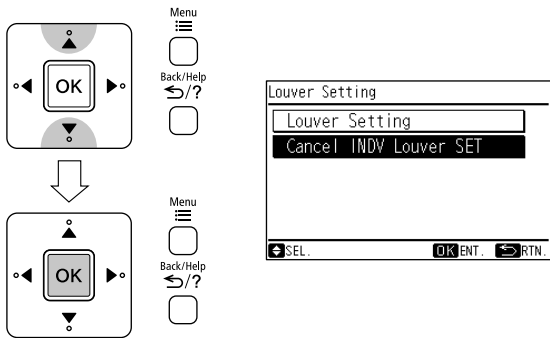 Menu
OK
Back/Help
/?
Menu
OK
Back/Help
/?
Louver Setting
Louver Setting
Cancel INDV Louver SET
SEL. OK ENT. RTN.